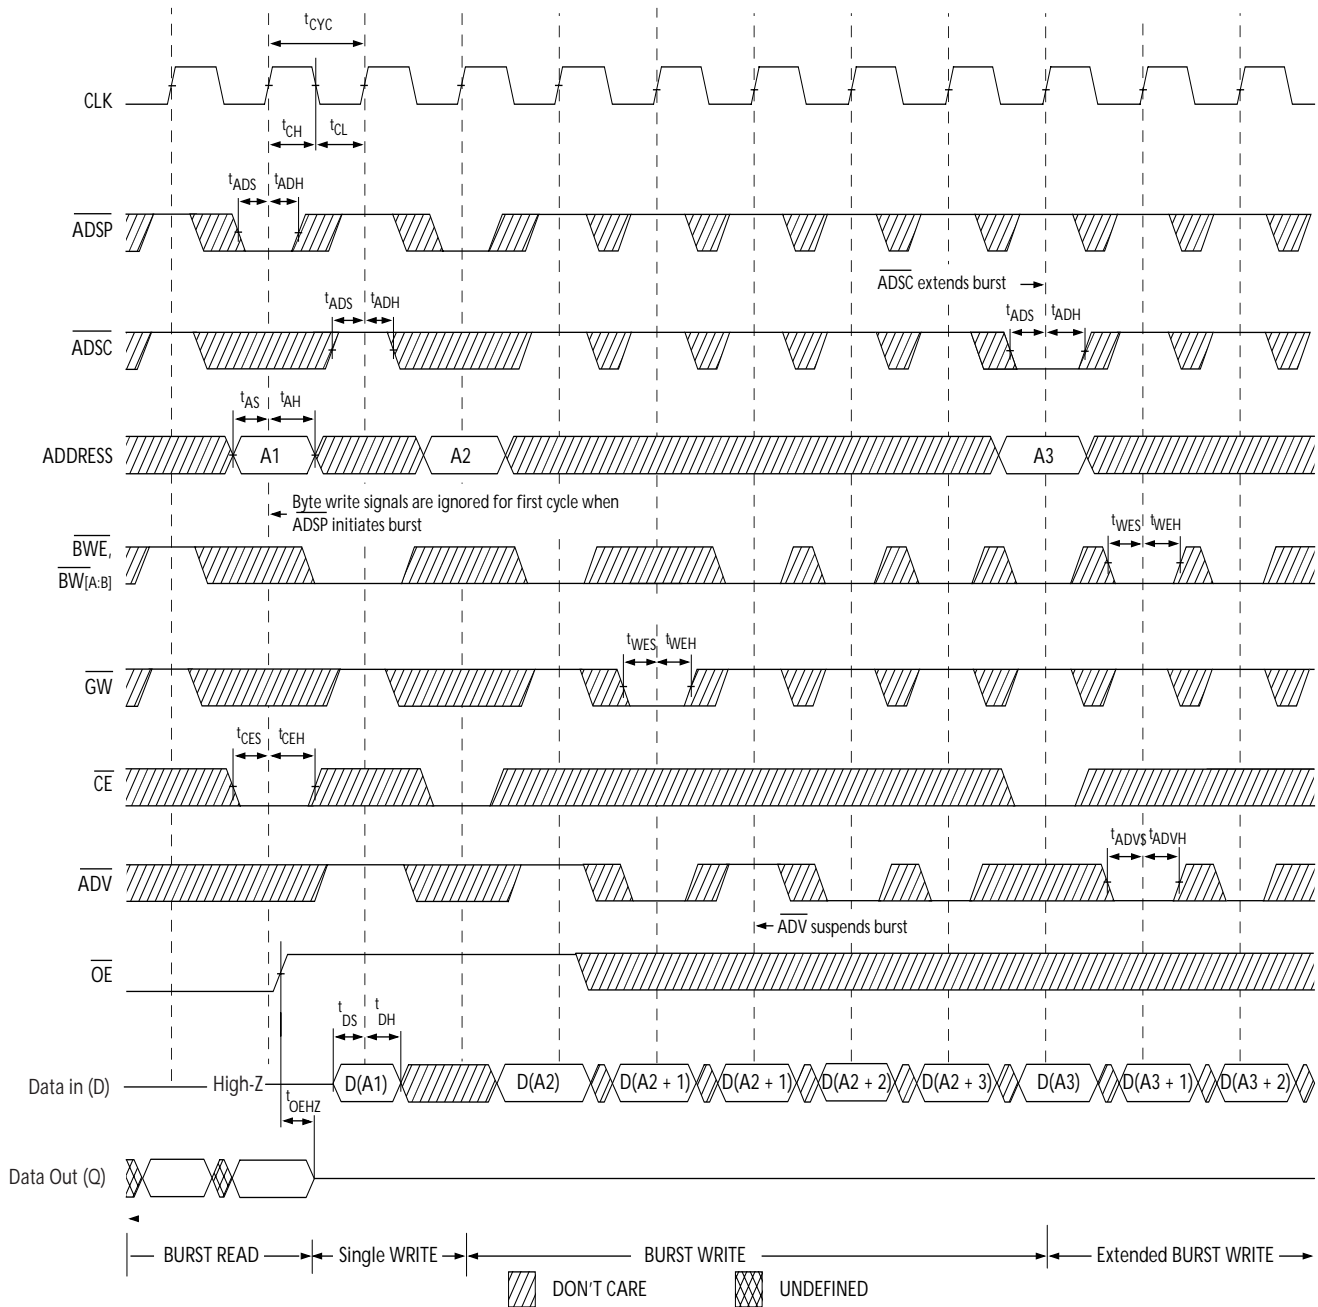 tCYC
CLK
tCH tCL
tADS tADH
ADSP
ADSC extends burst
tADS tADH
tADS tADH
ADSC
tAS tAH
ADDRESS A1 A2 A3
Byte write signals are ignored for first cycle when
ADSP initiates burst
tWES tWEH
BWE,
BW[A:B]
tWES tWEH
GW
tCES tCEH
CE
tADVS tADVH
ADV
ADV suspends burst
OE
tDS tDH
Data in (D) High-Z D(A1) D(A2) D(A2 + 1) D(A2 + 1) D(A2 + 2) D(A2 + 3) D(A3) D(A3 + 1) D(A3 + 2)
tOEHZ
Data Out (Q)
BURST READ Single WRITE BURST WRITE Extended BURST WRITE
DON'T CARE UNDEFINED